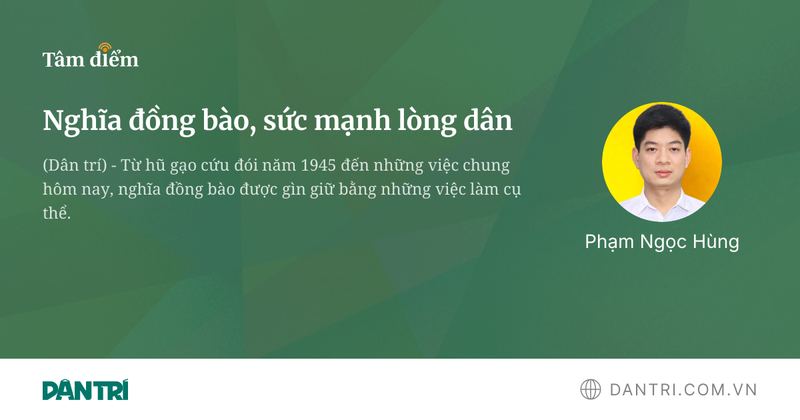 Tâm điểm
Nghĩa đồng bào, sức mạnh lòng dân
(Dân trí) - Từ hũ gạo cứu đói năm 1945 đến những việc chung
hôm nay, nghĩa đồng bào được gìn giữ bằng những việc làm cụ
thể.
Phạm Ngọc Hùng
DÂN TRÍ
DANTRI.COM.VN